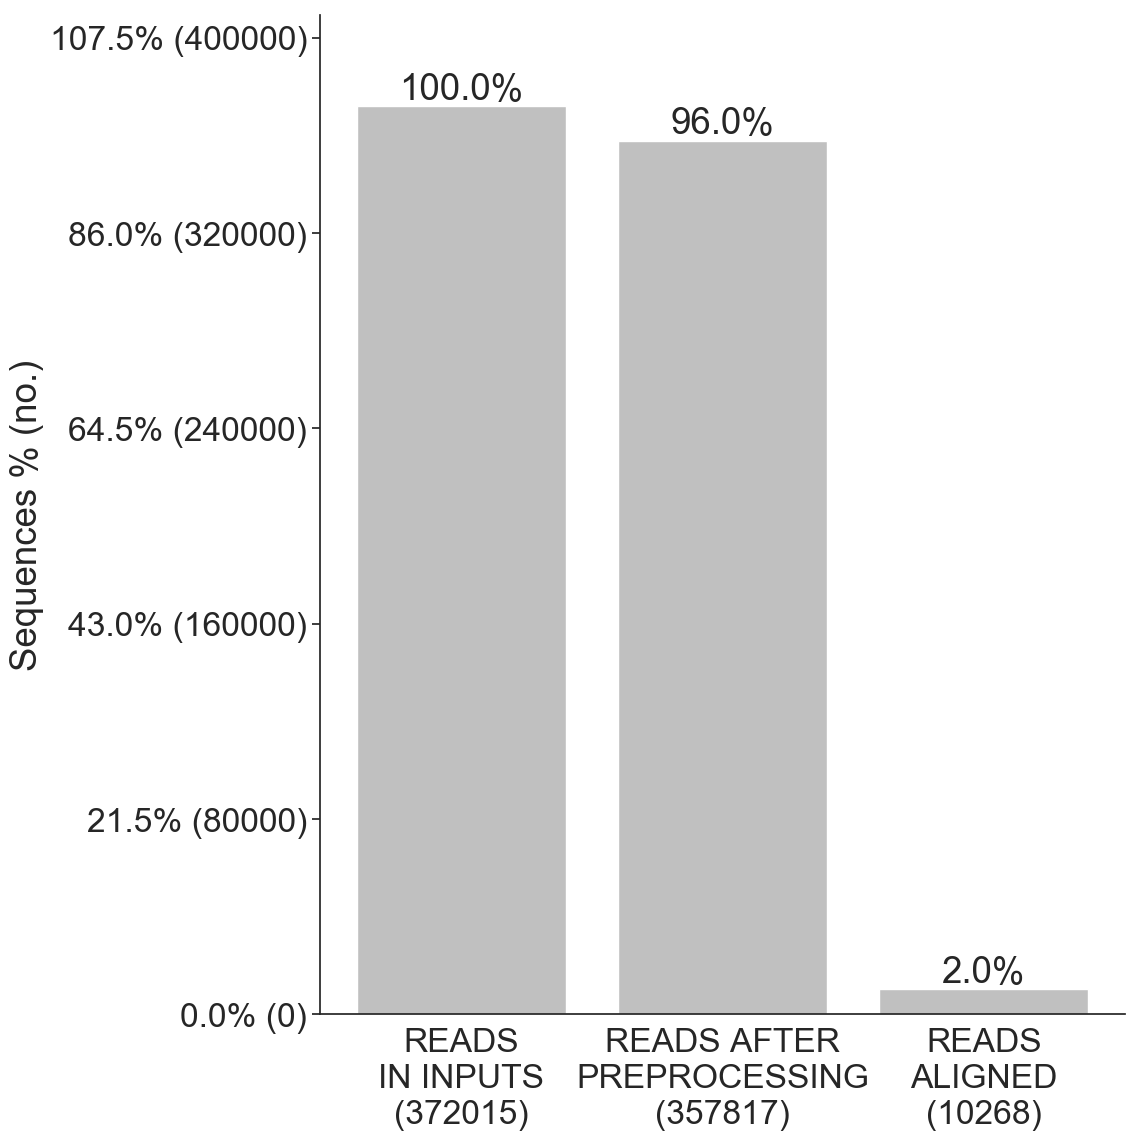 Sequences % (no.)
107.5% (400000)
86.0% (320000)
64.5% (240000)
43.0% (160000)
21.5% (80000)
0.0% (0)
100.0%
96.0%
2.0%
READS
IN INPUTS
(372015)
READS AFTER
PREPROCESSING
(357817)
READS
ALIGNED
(10268)